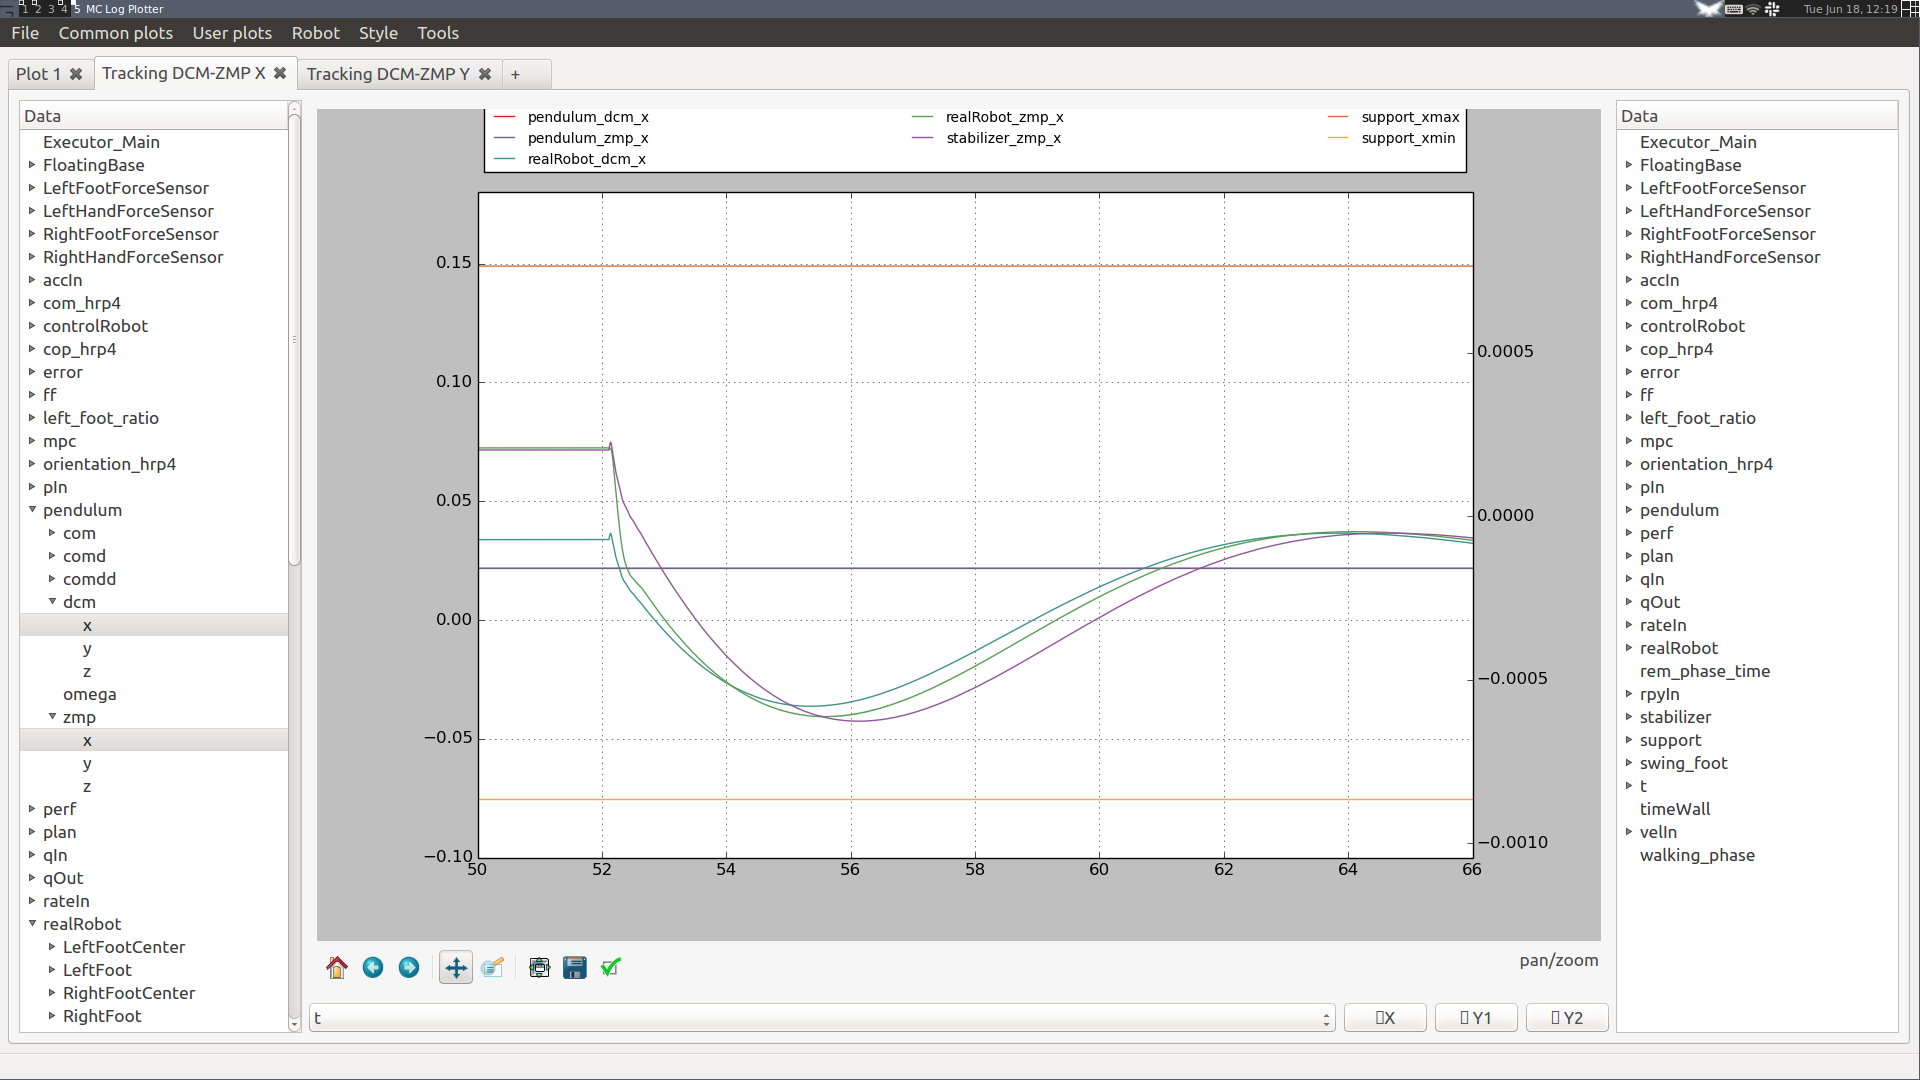 1 2 3 4 5 MC Log Plotter
Tue Jun 18, 12:19
File Common plots User plots Robot Style Tools
Plot 1 Tracking DCM-ZMP X Tracking DCM-ZMP Y +
Data
Executor_Main
FloatingBase
LeftFootForceSensor
LeftHandForceSensor
RightFootForceSensor
RightHandForceSensor
accIn
com_hrp4
controlRobot
cop_hrp4
error
ff
left_foot_ratio
mpc
orientation_hrp4
pIn
pendulum
com
comd
comdd
dcm
x
y
z
omega
zmp
x
y
z
perf
plan
qIn
qOut
rateIn
realRobot
LeftFootCenter
LeftFoot
RightFootCenter
RightFoot
pendulum_dcm_x realRobot_zmp_x support_xmax
pendulum_zmp_x stabilizer_zmp_x support_xmin
realRobot_dcm_x
0.15
0.10
0.05
0.00
−0.05
−0.10
0.0005
0.0000
−0.0005
−0.0010
50 52 54 56 58 60 62 64 66
pan/zoom
t X Y1 Y2
Data
Executor_Main
FloatingBase
LeftFootForceSensor
LeftHandForceSensor
RightFootForceSensor
RightHandForceSensor
accIn
com_hrp4
controlRobot
cop_hrp4
error
ff
left_foot_ratio
mpc
orientation_hrp4
pIn
pendulum
perf
plan
qIn
qOut
rateIn
realRobot
rem_phase_time
rpyIn
stabilizer
support
swing_foot
t
timeWall
velIn
walking_phase